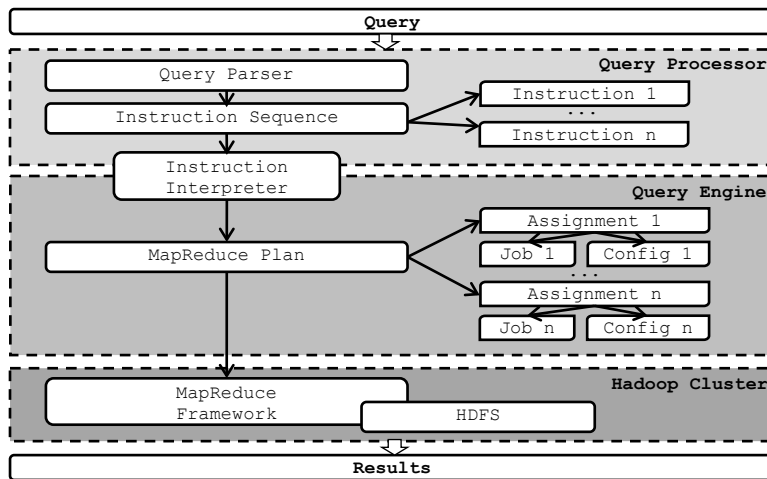 Query
Query Processor
Query Parser
Instruction Sequence
Instruction 1
...
Instruction n
Instruction
Interpreter
Query Engine
MapReduce Plan
Assignment 1
Job 1
Config 1
...
Assignment n
Job n
Config n
Hadoop Cluster
MapReduce
Framework
HDFS
Results